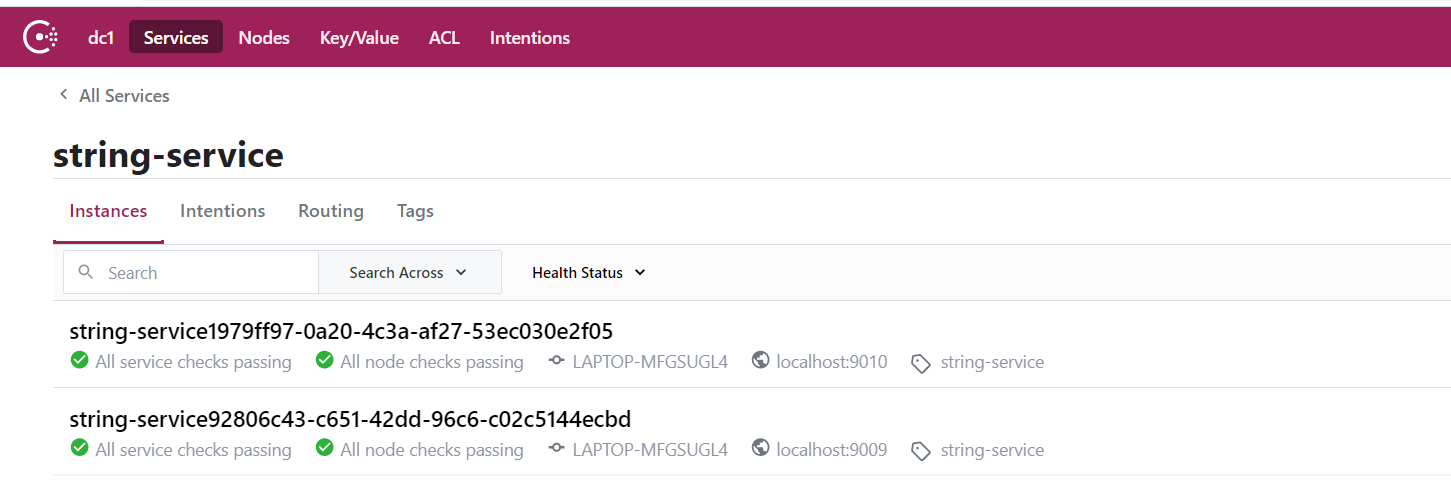 dc1 Services Nodes Key/Value ACL Intentions
All Services
string-service
Instances Intentions Routing Tags
Search Search Across Health Status
string-service1979ff97-0a20-4c3a-af27-53ec030e2f05
All service checks passing All node checks passing LAPTOP-MFGSUGL4 localhost:9010 string-service
string-service92806c43-c651-42dd-96c6-c02c5144ecbd
All service checks passing All node checks passing LAPTOP-MFGSUGL4 localhost:9009 string-service